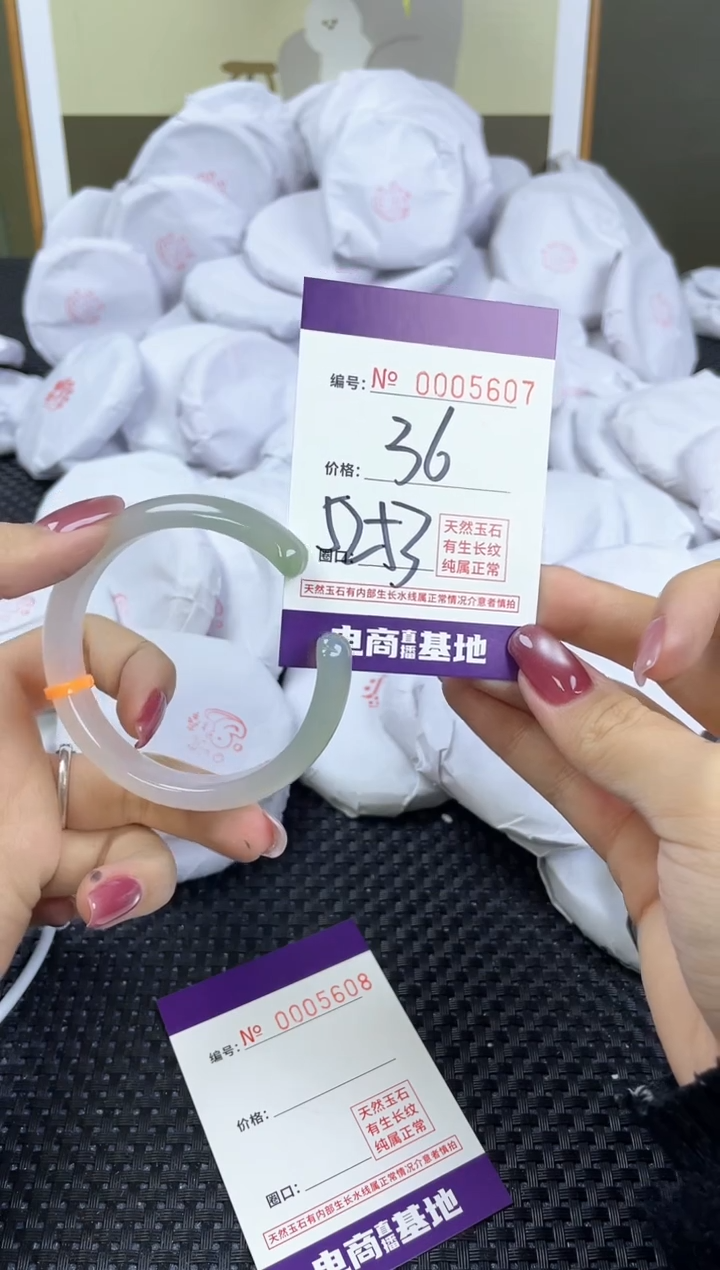 编号: № 0005607
价格: 36
圈口: 52±3
天然玉石
有生长纹
纯属正常
天然玉石有内部生长水线属正常情况介意者慎拍
电商直播基地
编号: № 0005608
价格:
天然玉石
有生长纹
纯属正常
圈口:
天然玉石有内部生长水线属正常情况介意者慎拍
电商直播基地